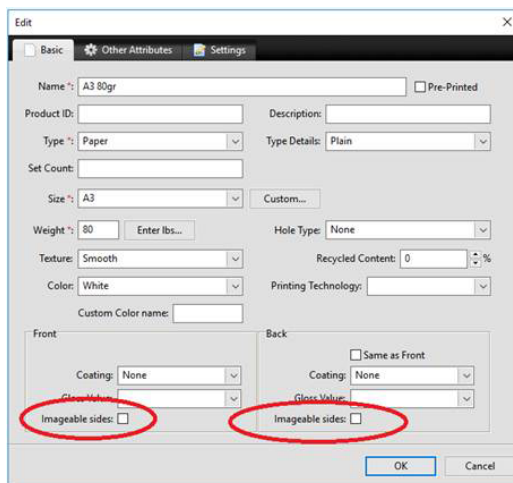 Edit
Basic Other Attributes Settings
Name *: A3 80gr Pre-Printed
Product ID: Description:
Type *: Paper Type Details: Plain
Set Count:
Size *: A3 Custom...
Weight *: 80 Enter lbs... Hole Type: None
Texture: Smooth Recycled Content: 0 %
Color: White Printing Technology:
Custom Color name:
Front Back
Same as Front
Coating: None Coating: None
Gloss Value: Gloss Value:
Imageable sides: Imageable sides:
OK Cancel